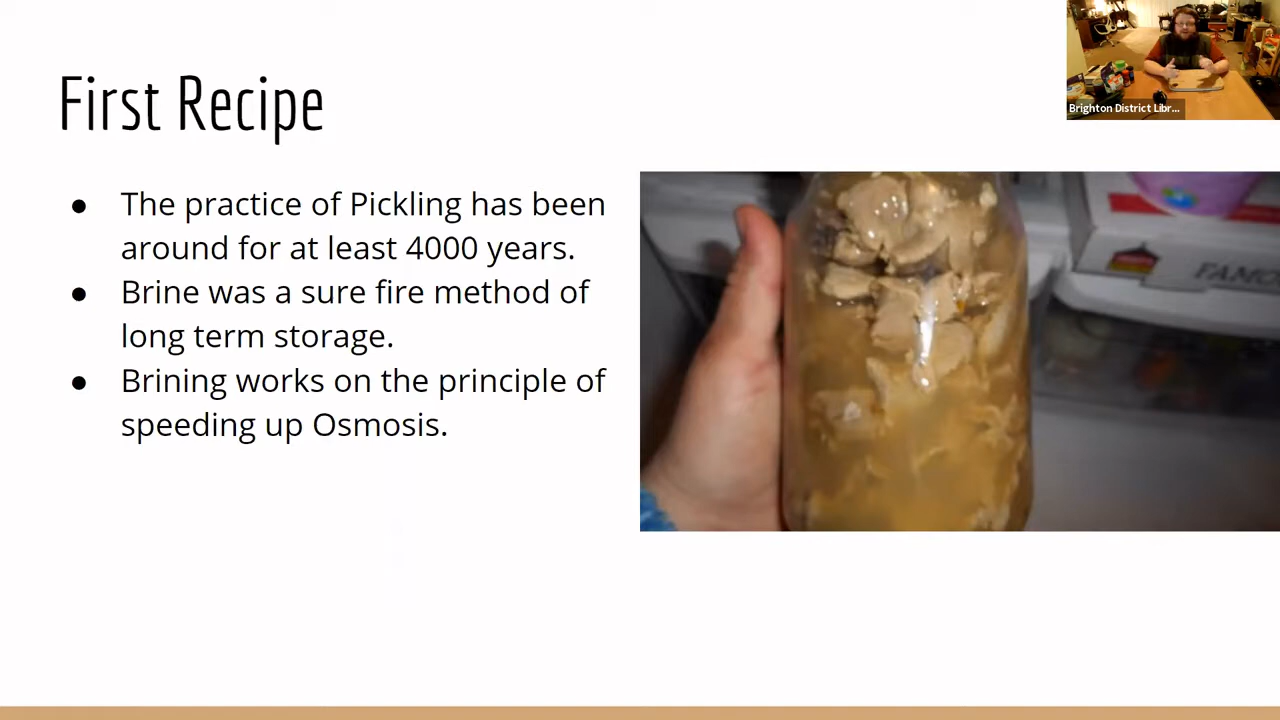 First Recipe
Brighton District Libr...
● The practice of Pickling has been
around for at least 4000 years.
● Brine was a sure fire method of
long term storage.
● Brining works on the principle of
speeding up Osmosis.
FAMO